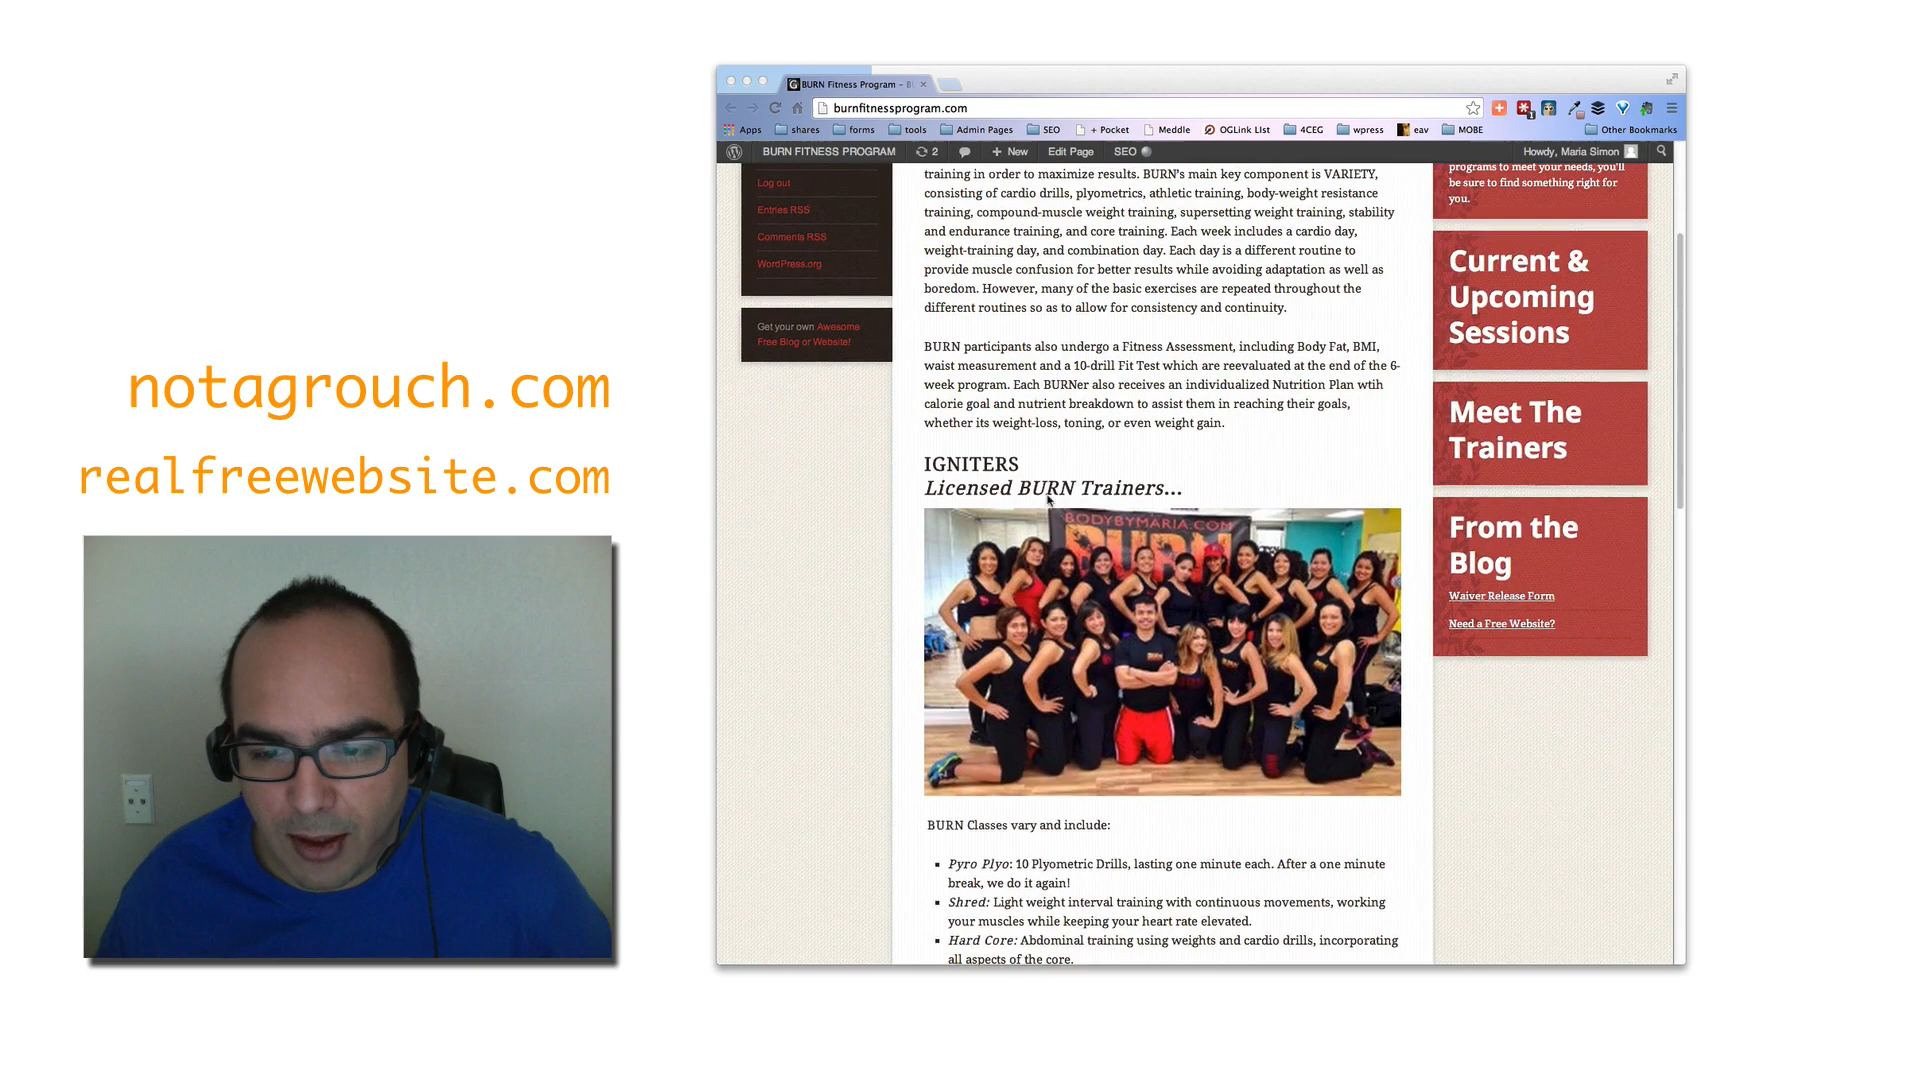 notagrouch.com
realfreewebsite.com
BURN Fitness Program - B
burnfitnessprogram.com
Apps shares forms tools Admin Pages SEO + Pocket Meddle OGLink LIst 4CEG wpress eav MOBE Other Bookmarks
BURN FITNESS PROGRAM 2 + New Edit Page SEO Howdy, Maria Simon
Log out
Entries RSS
Comments RSS
WordPress.org
Get your own Awesome
Free Blog or Website!
training in order to maximize results. BURN's main key component is VARIETY,
consisting of cardio drills, plyometrics, athletic training, body-weight resistance
training, compound-muscle weight training, supersetting weight training, stability
and endurance training, and core training. Each week includes a cardio day,
weight-training day, and combination day. Each day is a different routine to
provide muscle confusion for better results while avoiding adaptation as well as
boredom. However, many of the basic exercises are repeated throughout the
different routines so as to allow for consistency and continuity.
BURN participants also undergo a Fitness Assessment, including Body Fat, BMI,
waist measurement and a 10-drill Fit Test which are reevaluated at the end of the 6-
week program. Each BURNer also receives an individualized Nutrition Plan wtih
calorie goal and nutrient breakdown to assist them in reaching their goals,
whether its weight-loss, toning, or even weight gain.
IGNITERS
Licensed BURN Trainers...
BODYBYMARIA.COM
BURN
BURN Classes vary and include:
▪ Pyro Plyo: 10 Plyometric Drills, lasting one minute each. After a one minute
break, we do it again!
▪ Shred: Light weight interval training with continuous movements, working
your muscles while keeping your heart rate elevated.
▪ Hard Core: Abdominal training using weights and cardio drills, incorporating
all aspects of the core.
programs to meet your needs, you'll
be sure to find something right for
you.
Current &
Upcoming
Sessions
Meet The
Trainers
From the
Blog
Waiver Release Form
Need a Free Website?